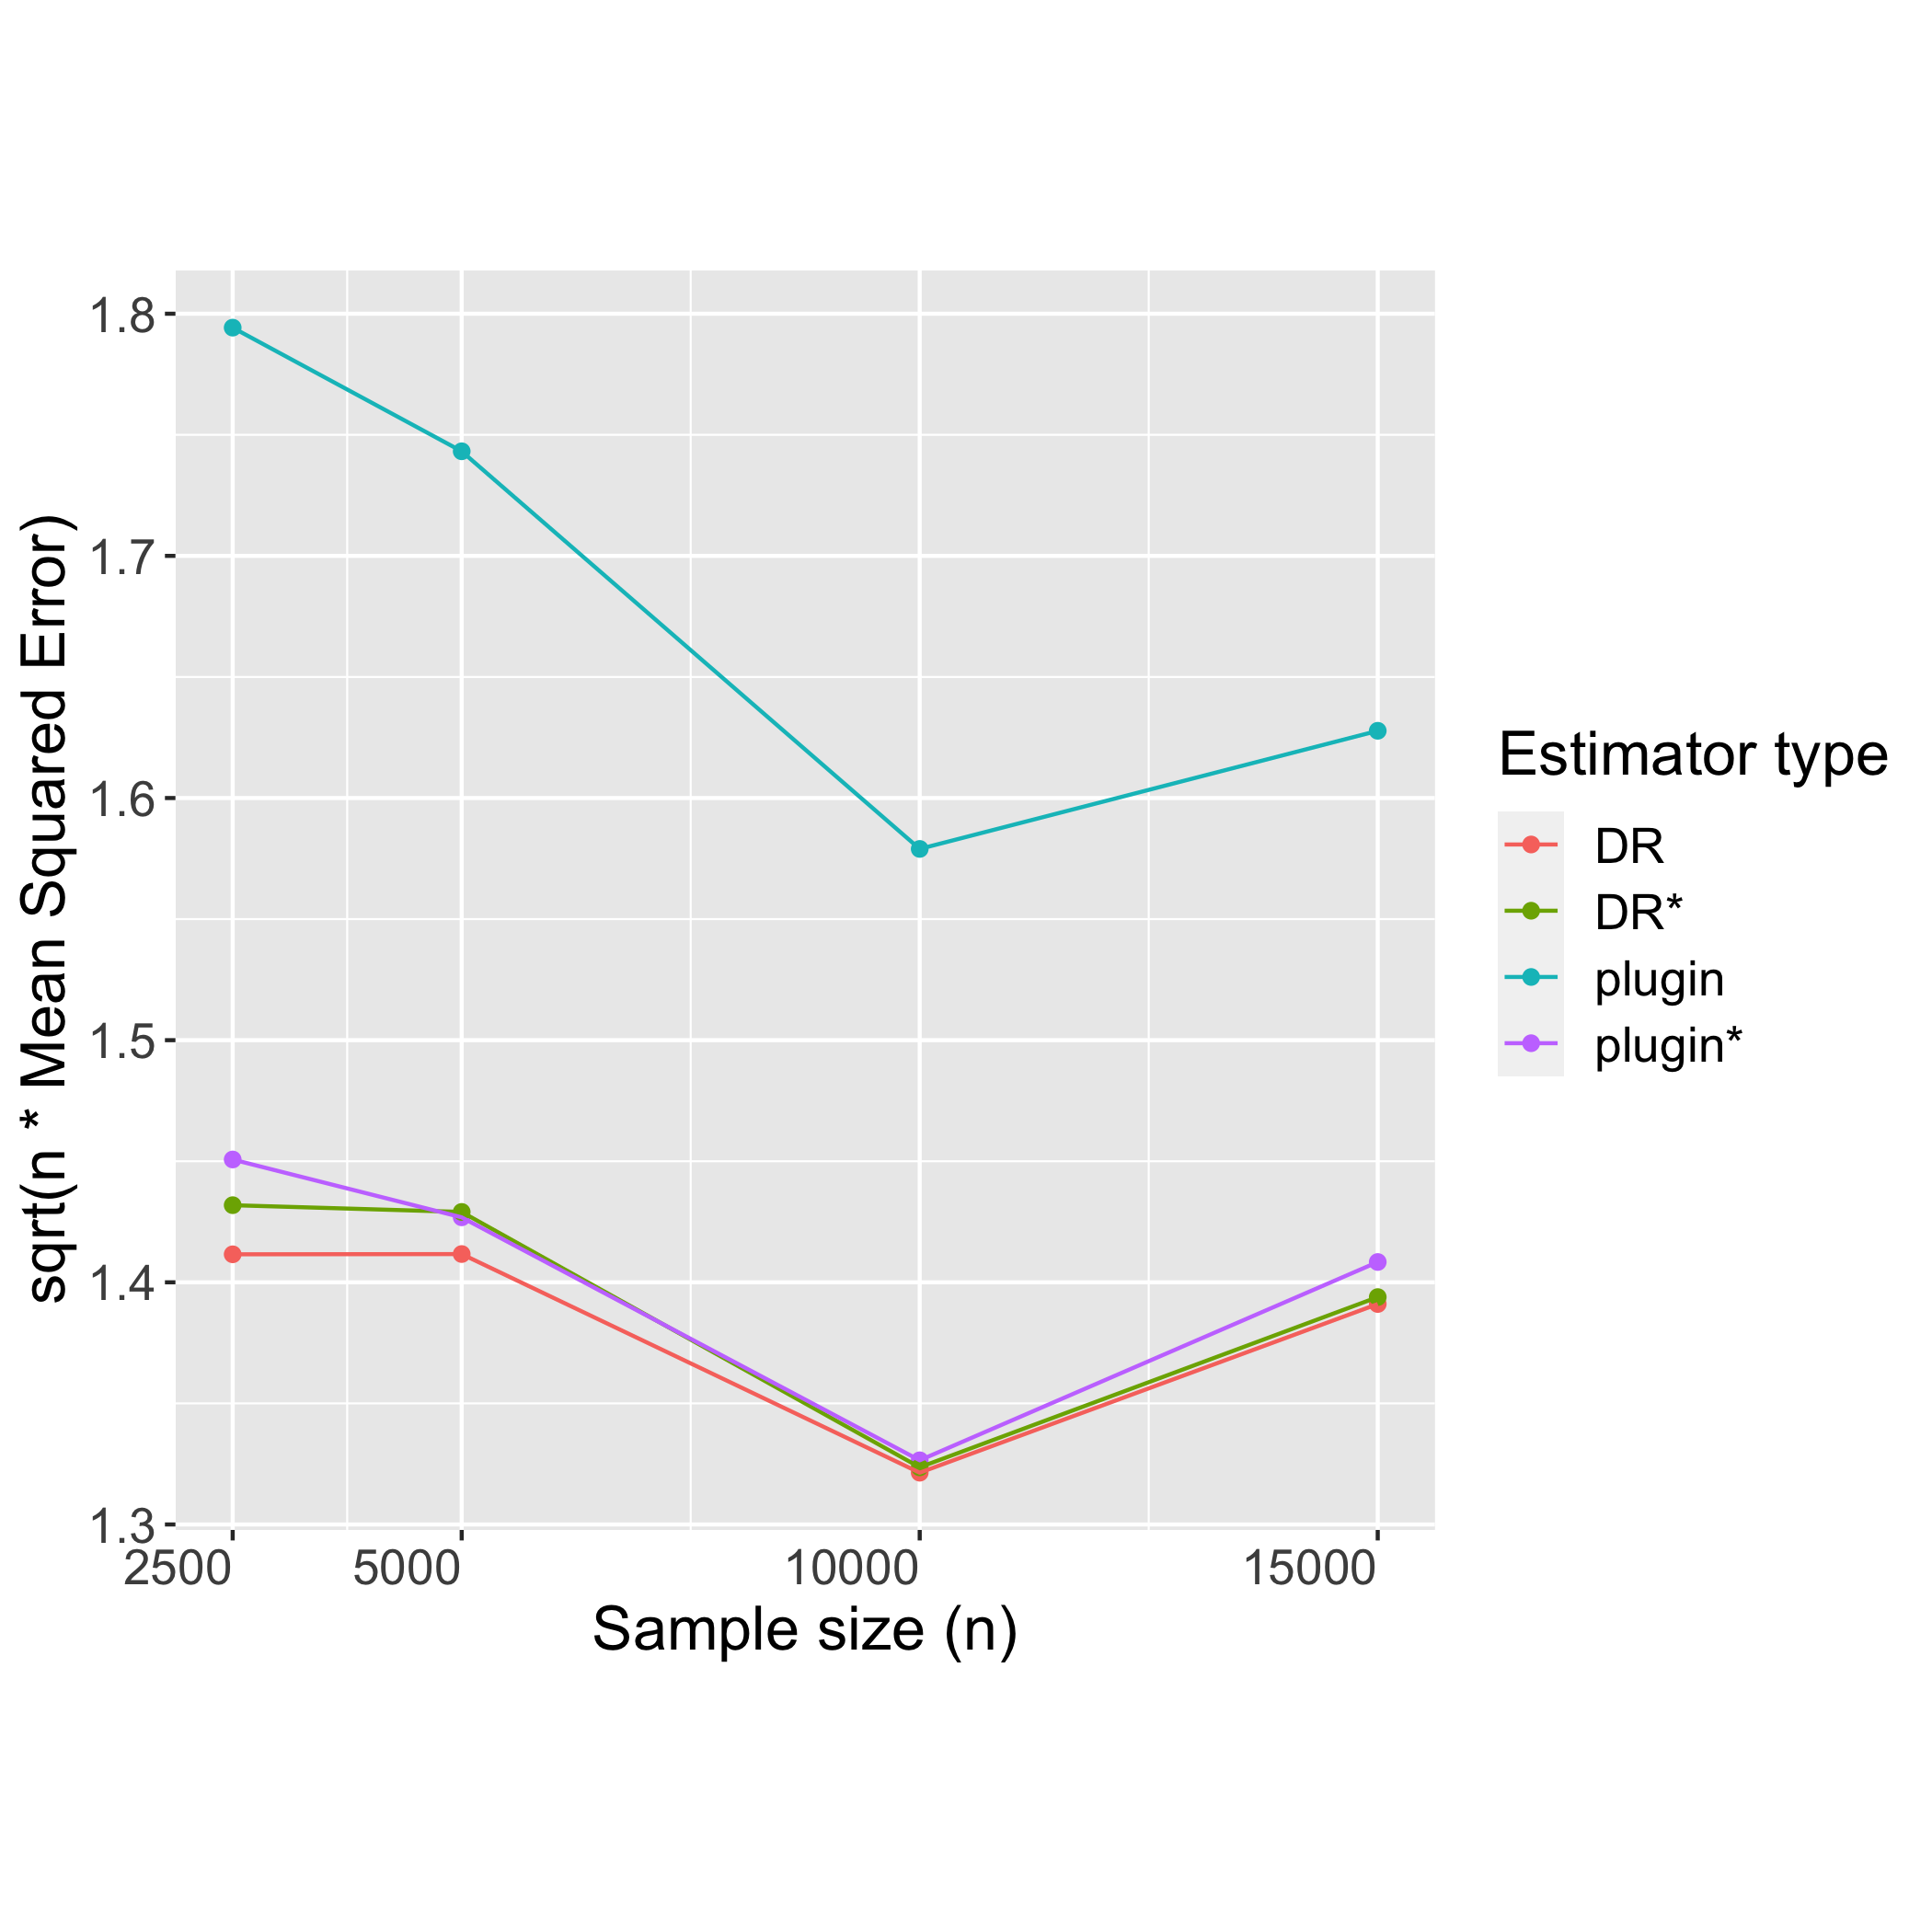 sqrt(n * Mean Squared Error)
1.8
1.7
1.6
1.5
1.4
1.3
2500 5000 10000 15000
Sample size (n)
Estimator type
DR
DR*
plugin
plugin*